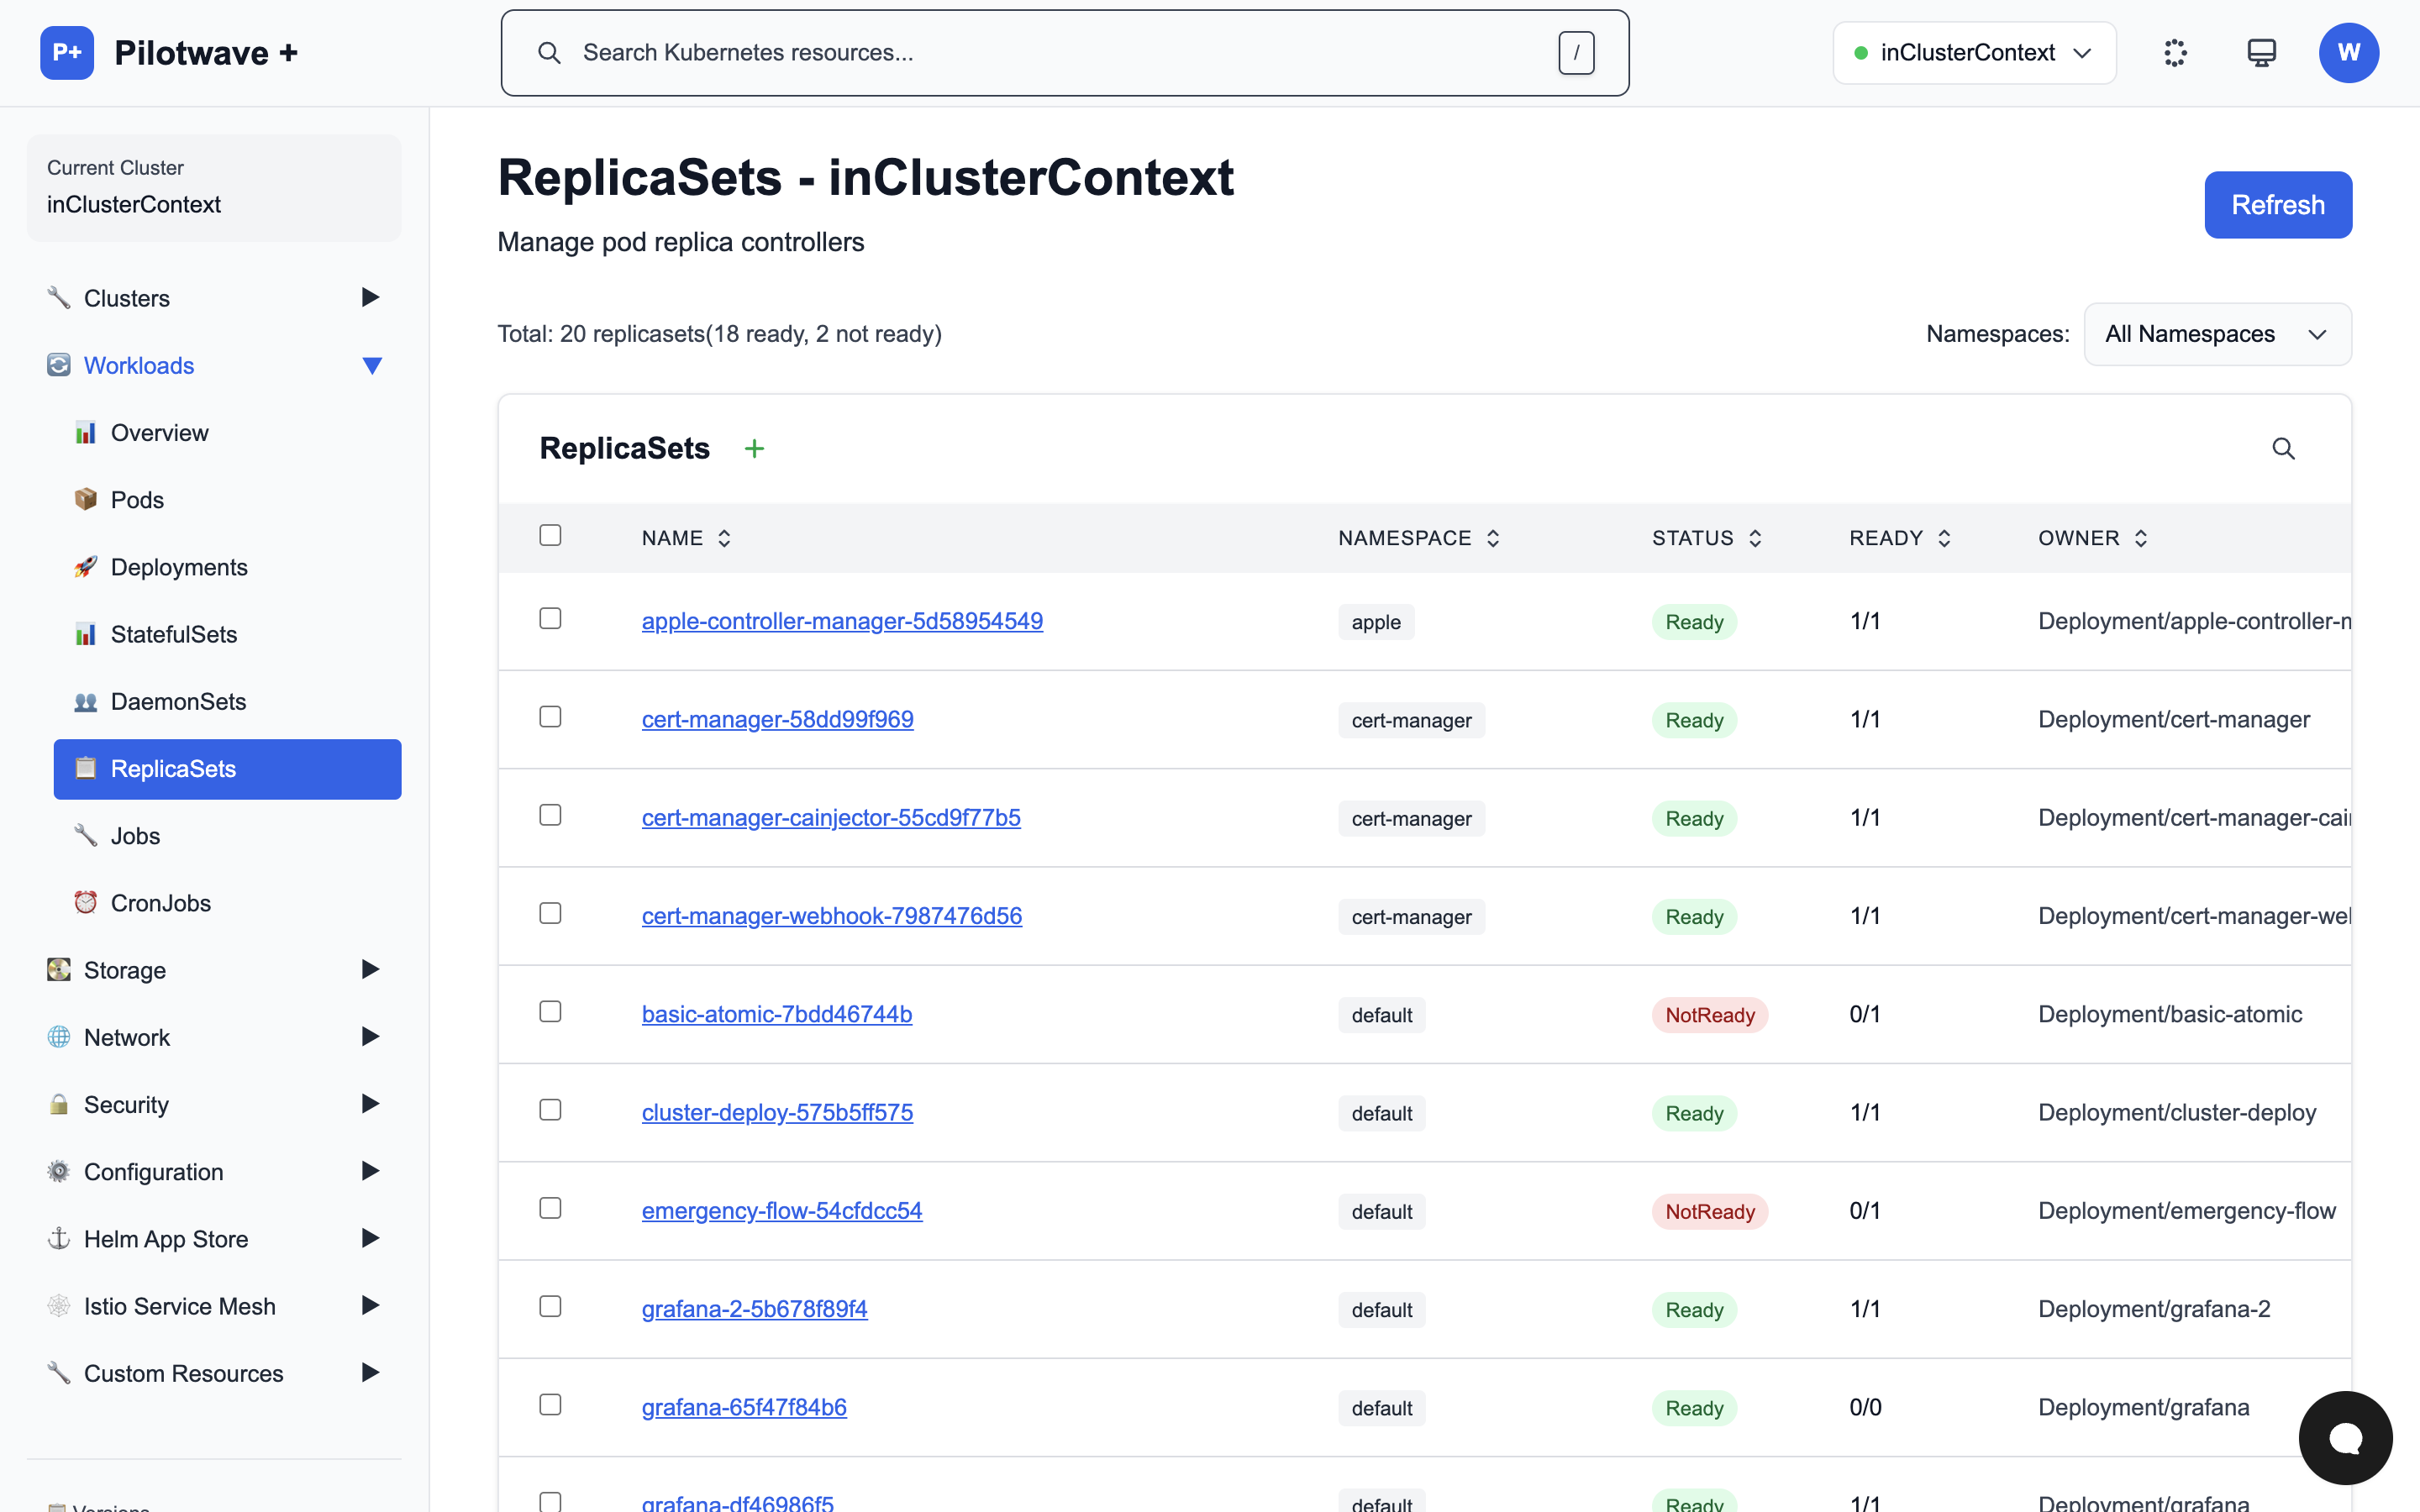 P+ Pilotwave +
Search Kubernetes resources... /
inClusterContext
W
Current Cluster
inClusterContext
Clusters
Workloads
Overview
Pods
Deployments
StatefulSets
DaemonSets
ReplicaSets
Jobs
CronJobs
Storage
Network
Security
Configuration
Helm App Store
Istio Service Mesh
Custom Resources
Versions
ReplicaSets - inClusterContext
Manage pod replica controllers
Refresh
Total: 20 replicasets(18 ready, 2 not ready)
Namespaces: All Namespaces
ReplicaSets +
NAME NAMESPACE STATUS READY OWNER
apple-controller-manager-5d58954549 apple Ready 1/1 Deployment/apple-controller-m
cert-manager-58dd99f969 cert-manager Ready 1/1 Deployment/cert-manager
cert-manager-cainjector-55cd9f77b5 cert-manager Ready 1/1 Deployment/cert-manager-cai
cert-manager-webhook-7987476d56 cert-manager Ready 1/1 Deployment/cert-manager-we
basic-atomic-7bdd46744b default NotReady 0/1 Deployment/basic-atomic
cluster-deploy-575b5ff575 default Ready 1/1 Deployment/cluster-deploy
emergency-flow-54cfdcc54 default NotReady 0/1 Deployment/emergency-flow
grafana-2-5b678f89f4 default Ready 1/1 Deployment/grafana-2
grafana-65f47f84b6 default Ready 0/0 Deployment/grafana
grafana-df46986f5 default Ready 1/1 Deployment/grafana